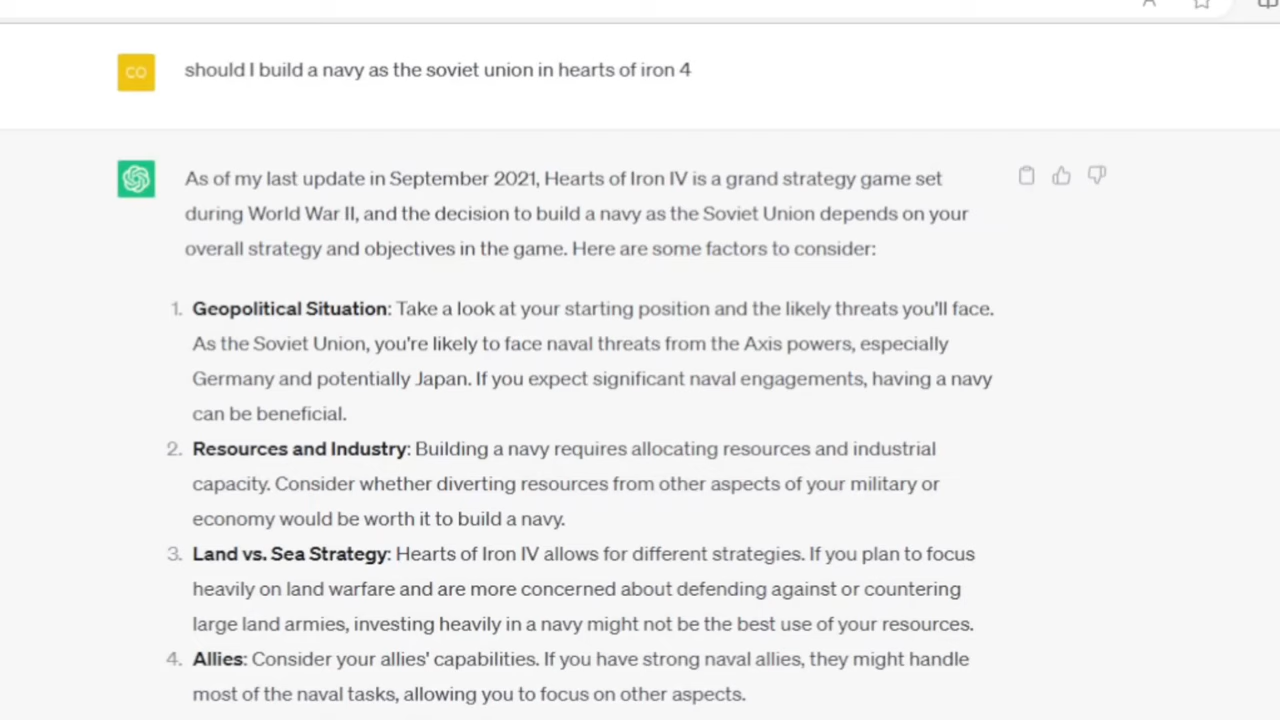 CO
should I build a navy as the soviet union in hearts of iron 4
As of my last update in September 2021, Hearts of Iron IV is a grand strategy game set
during World War II, and the decision to build a navy as the Soviet Union depends on your
overall strategy and objectives in the game. Here are some factors to consider:
1. Geopolitical Situation: Take a look at your starting position and the likely threats you'll face.
As the Soviet Union, you're likely to face naval threats from the Axis powers, especially
Germany and potentially Japan. If you expect significant naval engagements, having a navy
can be beneficial.
2. Resources and Industry: Building a navy requires allocating resources and industrial
capacity. Consider whether diverting resources from other aspects of your military or
economy would be worth it to build a navy.
3. Land vs. Sea Strategy: Hearts of Iron IV allows for different strategies. If you plan to focus
heavily on land warfare and are more concerned about defending against or countering
large land armies, investing heavily in a navy might not be the best use of your resources.
4. Allies: Consider your allies' capabilities. If you have strong naval allies, they might handle
most of the naval tasks, allowing you to focus on other aspects.